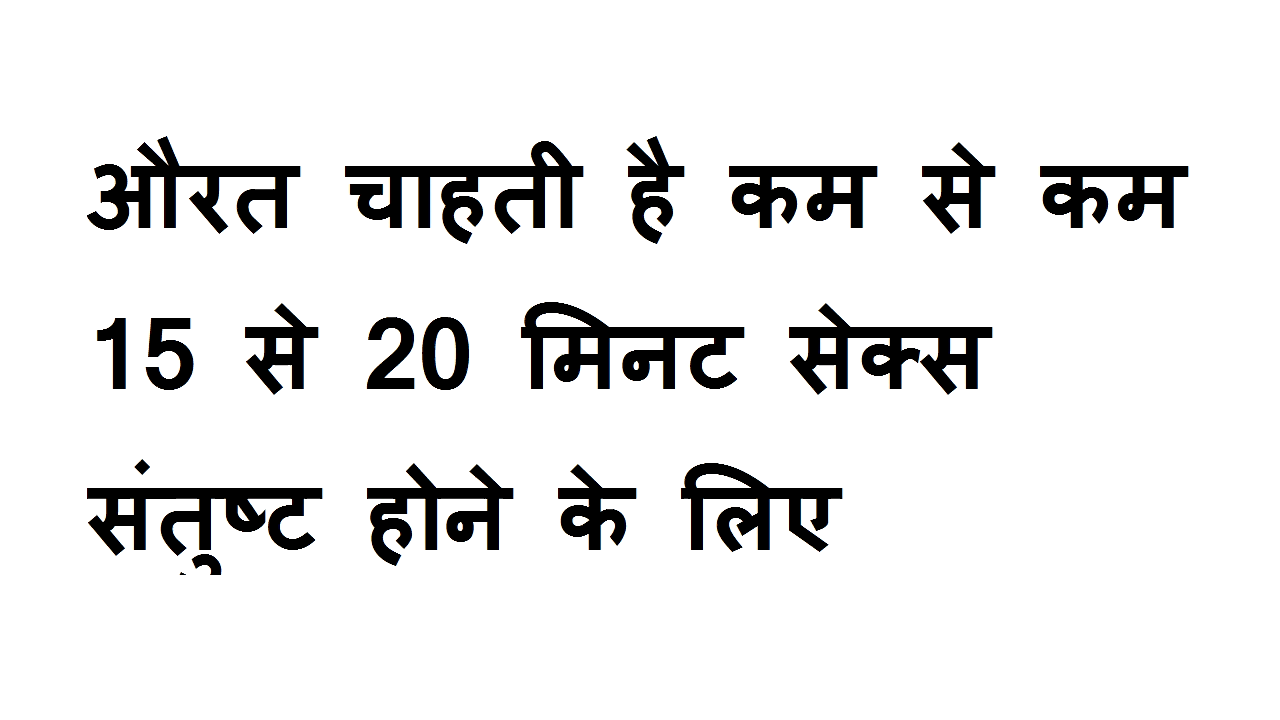 औरत चाहती है कम से कम
15 से 20 मिनट सेक्स
संतुष्ट होने के लिए